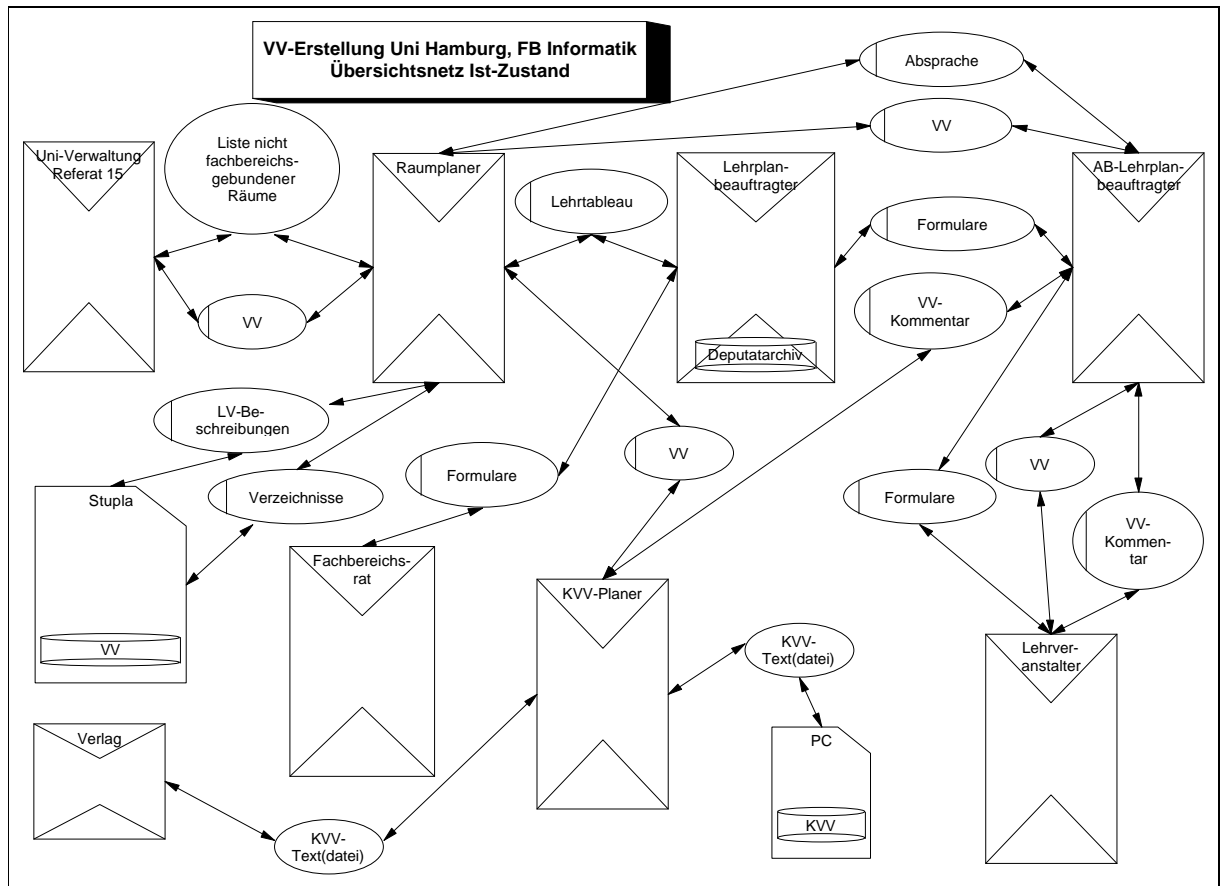 VV-Erstellung Uni Hamburg, FB Informatik
Übersichtsnetz Ist-Zustand
Absprache
VV
Uni-Verwaltung
Referat 15
Liste nicht
fachbereichs-
gebundener
Räume
Raumplaner
Lehrtableau
Lehrplan-
beauftragter
AB-Lehrplan-
beauftragter
Formulare
VV
VV-
Kommentar
Deputatarchiv
LV-Be-
schreibungen
Stupla
Verzeichnisse
Formulare
VV
Formulare
VV
VV-
Kommen-
tar
Fachbereichs-
rat
KVV-Planer
VV
KVV-
Text(datei)
Lehrver-
anstalter
Verlag
PC
KVV
KVV-
Text(datei)